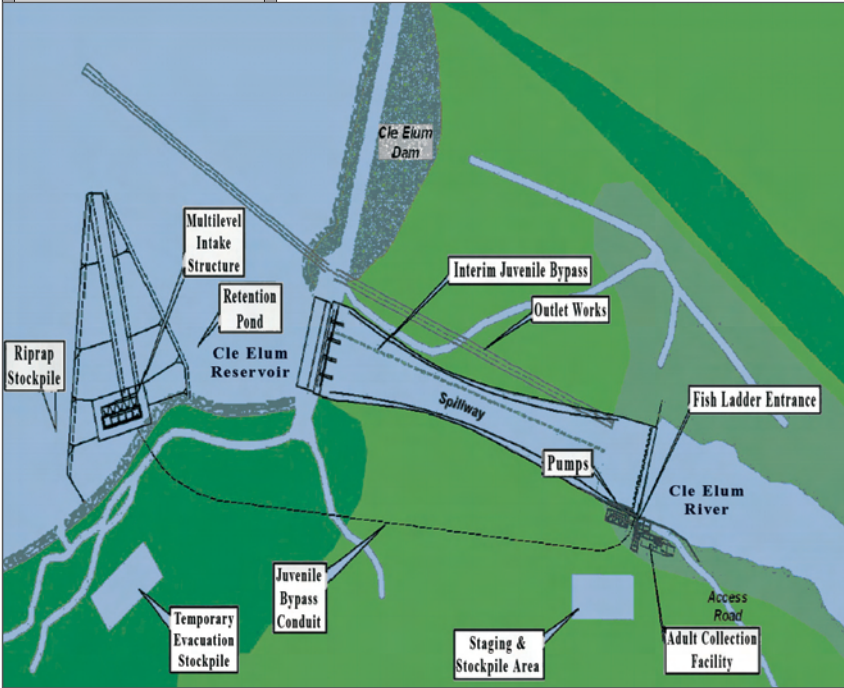 Cle Elum
Dam
Multilevel
Intake
Structure
Interim Juvenile Bypass
Retention
Pond
Outlet Works
Riprap
Stockpile
Cle Elum
Reservoir
Spillway
Fish Ladder Entrance
Pumps
Cle Elum
River
Juvenile
Bypass
Conduit
Temporary
Evacuation
Stockpile
Staging &
Stockpile Area
Access
Road
Adult Collection
Facility